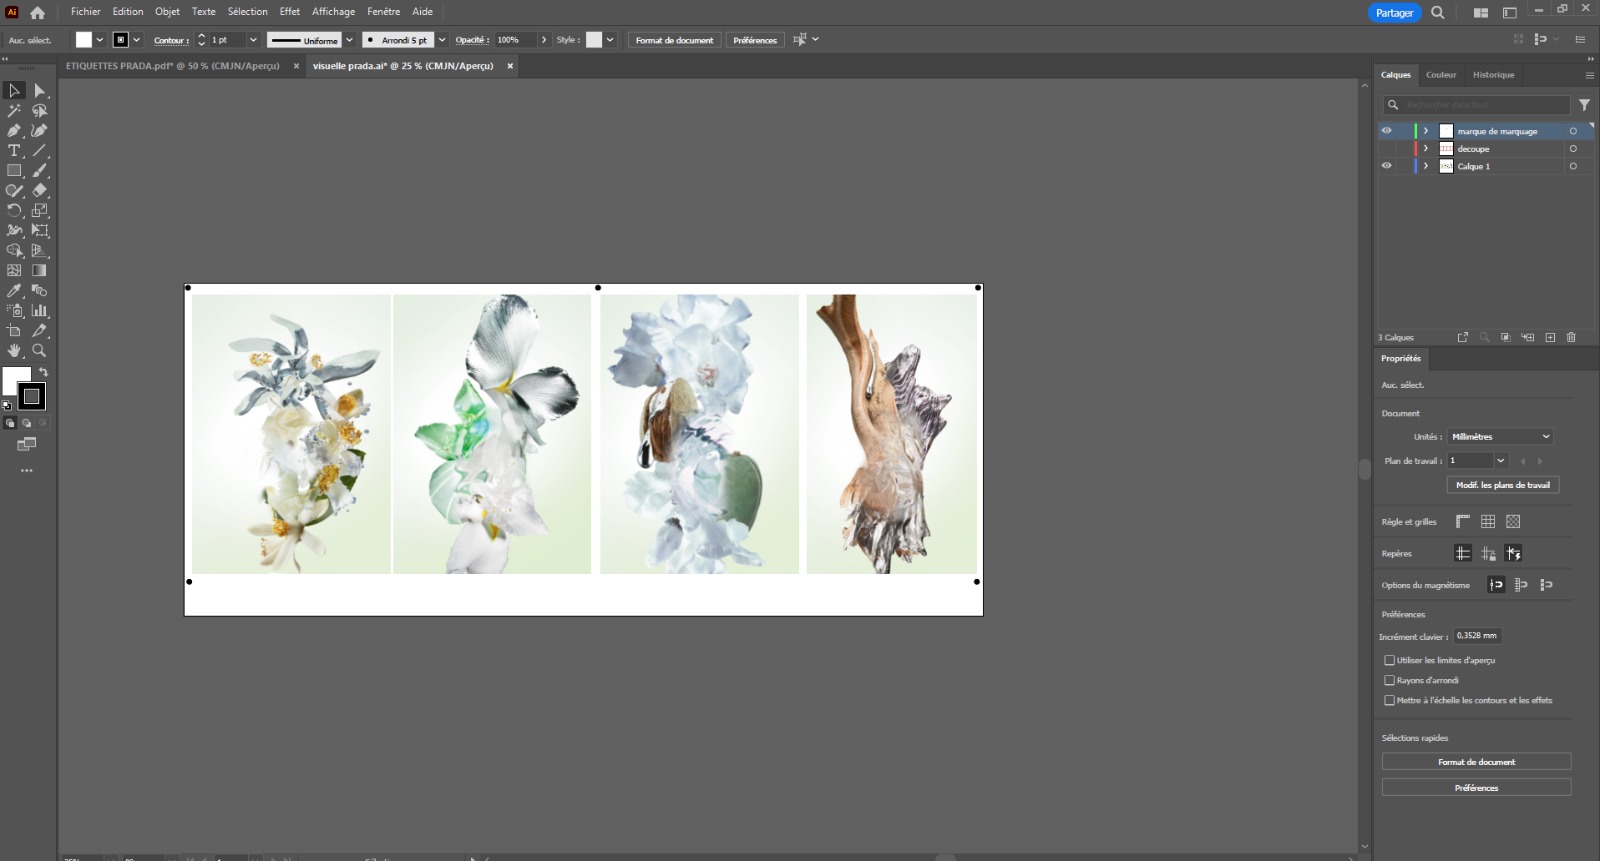 Ai Fichier Edition Objet Texte Sélection Effet Affichage Fenêtre Aide Partager
Auc. sélect. Contour : 1 pt Uniforme Arrondi 5 pt Opacité : 100% Style : Format de document Préférences
ETIQUETTES PRADA.pdf* @ 50 % (CMJN/Aperçu) × visuelle prada.ai* @ 25 % (CMJN/Aperçu) ×
Calques Couleur Historique
Rechercher dans tout
marque de marquage
decoupe
Calque 1
3 Calques
Propriétés
Auc. sélect.
Document
Unités : Millimètres
Plan de travail : 1
Modif. les plans de travail
Règle et grilles
Repères
Options du magnétisme
Préférences
Incrément clavier : 0,3528 mm
Utiliser les limites d'aperçu
Rayons d'arrondi
Mettre à l'échelle les contours et les effets
Sélections rapides
Format de document
Préférences